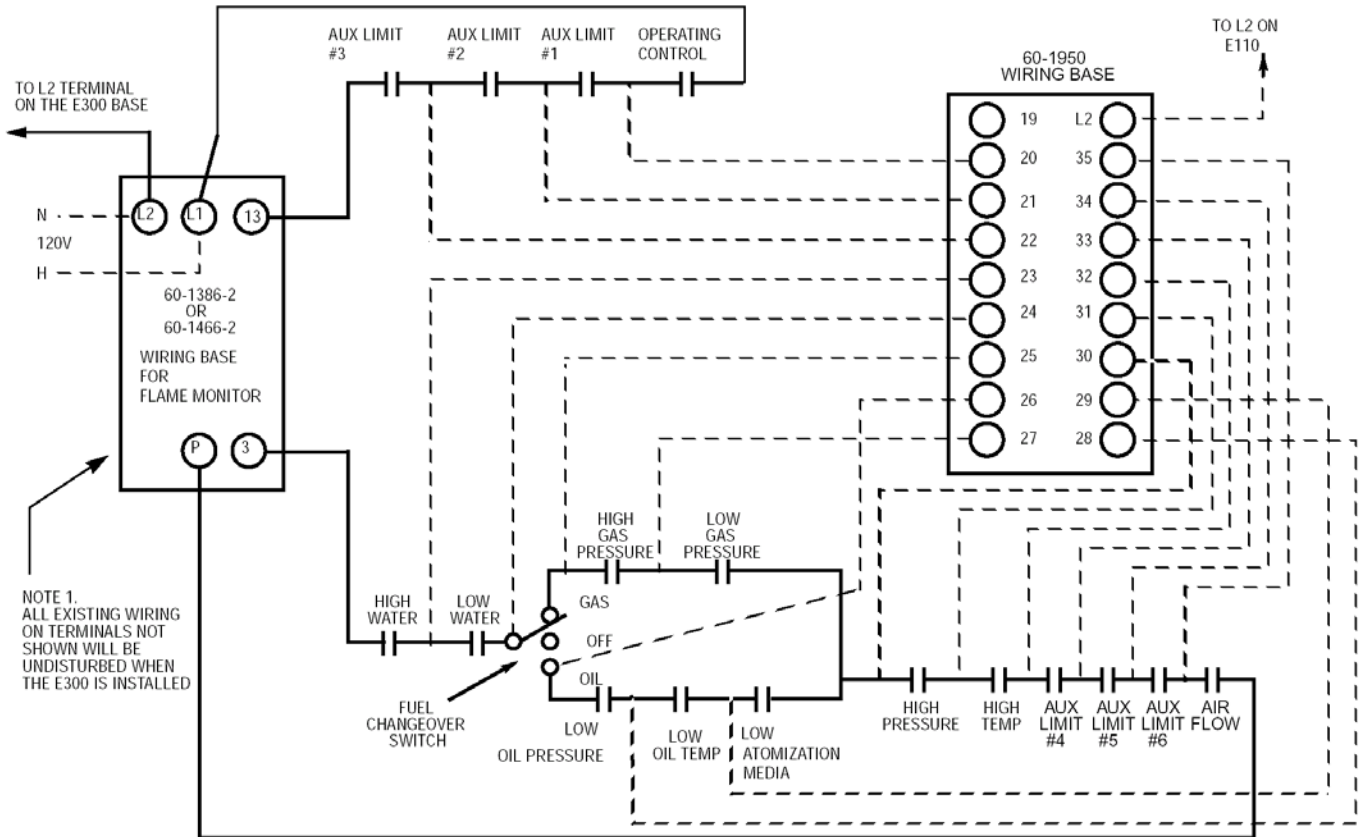 AUX LIMIT
#3
AUX LIMIT
#2
AUX LIMIT
#1
OPERATING
CONTROL
TO L2 ON
E110
60-1950
WIRING BASE
TO L2 TERMINAL
ON THE E300 BASE
19 L2
20 35
21 34
22 33
23 32
24 31
25 30
26 29
27 28
N
120V
H
L2 L1 13
60-1386-2
OR
60-1466-2
WIRING BASE
FOR
FLAME MONITOR
P 3
NOTE 1.
ALL EXISTING WIRING
ON TERMINALS NOT
SHOWN WILL BE
UNDISTURBED WHEN
THE E300 IS INSTALLED
HIGH
WATER
LOW
WATER
FUEL
CHANGEOVER
SWITCH
GAS
OFF
OIL
HIGH
GAS
PRESSURE
LOW
GAS
PRESSURE
LOW
OIL PRESSURE
LOW
OIL TEMP
LOW
ATOMIZATION
MEDIA
HIGH
PRESSURE
HIGH
TEMP
AUX
LIMIT
#4
AUX
LIMIT
#5
AUX
LIMIT
#6
AIR
FLOW